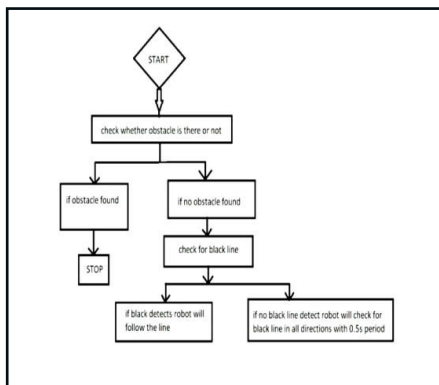 START
check whether obstacle is there or not
if obstacle found
if no obstacle found
STOP
check for black line
if black detects robot will
follow the line
if no black line detect robot will check for
black line in all directions with 0.5s period